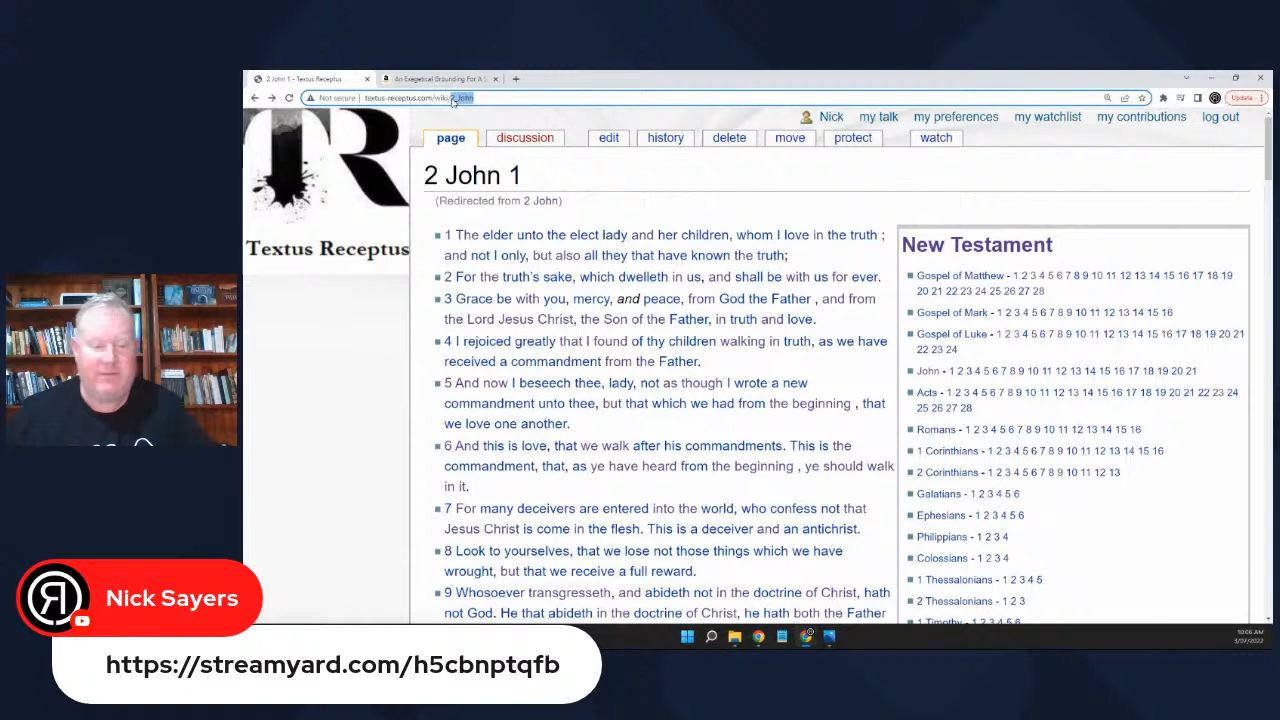 2 John 1 - Textus Receptus
An Exegetical Grounding For A S
Not secure
textus-receptus.com/wiki/2_John
Update
Nick my talk my preferences my watchlist my contributions log out
page discussion edit history delete move protect watch
TR
Textus Receptus
2 John 1
(Redirected from 2 John)
1 The elder unto the elect lady and her children, whom I love in the truth ;
and not I only, but also all they that have known the truth;
2 For the truth's sake, which dwelleth in us, and shall be with us for ever.
3 Grace be with you, mercy, and peace, from God the Father , and from
the Lord Jesus Christ, the Son of the Father, in truth and love.
4 I rejoiced greatly that I found of thy children walking in truth, as we have
received a commandment from the Father.
5 And now I beseech thee, lady, not as though I wrote a new
commandment unto thee, but that which we had from the beginning , that
we love one another.
6 And this is love, that we walk after his commandments. This is the
commandment, that, as ye have heard from the beginning , ye should walk
in it.
7 For many deceivers are entered into the world, who confess not that
Jesus Christ is come in the flesh. This is a deceiver and an antichrist.
8 Look to yourselves, that we lose not those things which we have
wrought, but that we receive a full reward.
9 Whosoever transgresseth, and abideth not in the doctrine of Christ, hath
not God. He that abideth in the doctrine of Christ, he hath both the Father
New Testament
Gospel of Matthew - 1 2 3 4 5 6 7 8 9 10 11 12 13 14 15 16 17 18 19
20 21 22 23 24 25 26 27 28
Gospel of Mark - 1 2 3 4 5 6 7 8 9 10 11 12 13 14 15 16
Gospel of Luke - 1 2 3 4 5 6 7 8 9 10 11 12 13 14 15 16 17 18 19 20 21
22 23 24
John - 1 2 3 4 5 6 7 8 9 10 11 12 13 14 15 16 17 18 19 20 21
Acts - 1 2 3 4 5 6 7 8 9 10 11 12 13 14 15 16 17 18 19 20 21 22 23 24
25 26 27 28
Romans - 1 2 3 4 5 6 7 8 9 10 11 12 13 14 15 16
1 Corinthians - 1 2 3 4 5 6 7 8 9 10 11 12 13 14 15 16
2 Corinthians - 1 2 3 4 5 6 7 8 9 10 11 12 13
Galatians - 1 2 3 4 5 6
Ephesians - 1 2 3 4 5 6
Philippians - 1 2 3 4
Colossians - 1 2 3 4
1 Thessalonians - 1 2 3 4 5
2 Thessalonians - 1 2 3
1 Timothy - 1 2 3 4 5 6
10:06 AM
3/07/2022
Nick Sayers
https://streamyard.com/h5cbnptqfb